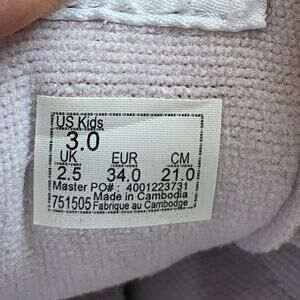 US Kids
3.0
UK EUR CM
2.5 34.0 21.0
Master PO# : 4001223731
Made in Cambodia
751505 Fabrique au Cambodge